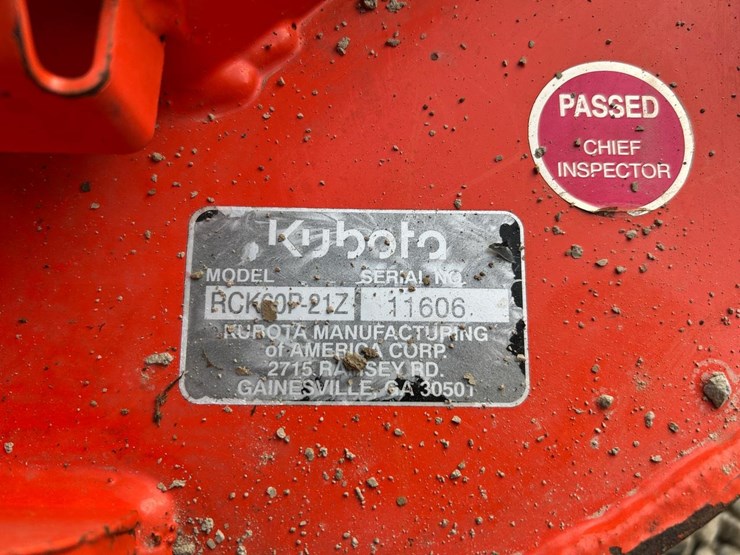 PASSED
CHIEF
INSPECTOR
Kubota
MODEL SERIAL NO.
RCK60P-21Z 11606
KUBOTA MANUFACTURING
of AMERICA CORP.
2715 RAMSEY RD.
GAINESVILLE, GA 30501